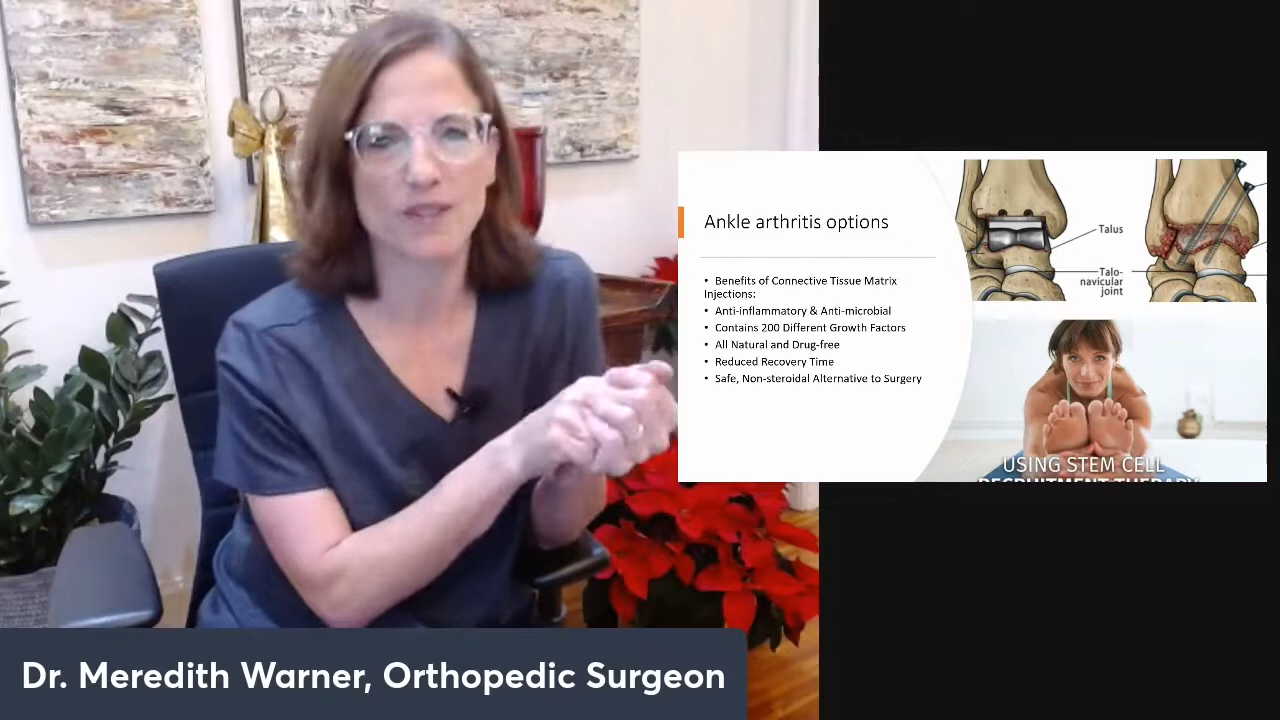 Ankle arthritis options
• Benefits of Connective Tissue Matrix
Injections:
• Anti-inflammatory & Anti-microbial
• Contains 200 Different Growth Factors
• All Natural and Drug-free
• Reduced Recovery Time
• Safe, Non-steroidal Alternative to Surgery
Talus
Talo-
navicular
joint
USING STEM CELL
RECRUITMENT THERAPY
Dr. Meredith Warner, Orthopedic Surgeon